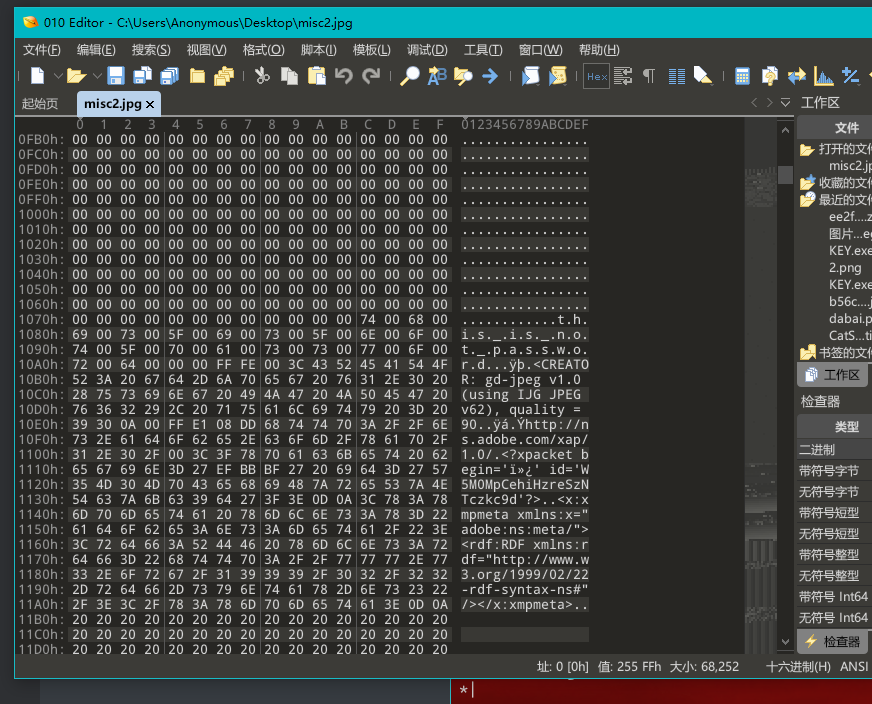 010 Editor - C:\Users\Anonymous\Desktop\misc2.jpg
文件(F) 编辑(E) 搜索(S) 视图(V) 格式(O) 脚本(I) 模板(L) 调试(D) 工具(T) 窗口(W) 帮助(H)
Hex
起始页 misc2.jpg × 工作区
0 1 2 3 4 5 6 7 8 9 A B C D E F 0123456789ABCDEF
0FB0h: 00 00 00 00 00 00 00 00 00 00 00 00 00 00 00 00 ................
0FC0h: 00 00 00 00 00 00 00 00 00 00 00 00 00 00 00 00 ................
0FD0h: 00 00 00 00 00 00 00 00 00 00 00 00 00 00 00 00 ................
0FE0h: 00 00 00 00 00 00 00 00 00 00 00 00 00 00 00 00 ................
0FF0h: 00 00 00 00 00 00 00 00 00 00 00 00 00 00 00 00 ................
1000h: 00 00 00 00 00 00 00 00 00 00 00 00 00 00 00 00 ................
1010h: 00 00 00 00 00 00 00 00 00 00 00 00 00 00 00 00 ................
1020h: 00 00 00 00 00 00 00 00 00 00 00 00 00 00 00 00 ................
1030h: 00 00 00 00 00 00 00 00 00 00 00 00 00 00 00 00 ................
1040h: 00 00 00 00 00 00 00 00 00 00 00 00 00 00 00 00 ................
1050h: 00 00 00 00 00 00 00 00 00 00 00 00 00 00 00 00 ................
1060h: 00 00 00 00 00 00 00 00 00 00 00 00 00 00 00 00 ................
1070h: 00 00 00 00 00 00 00 00 00 00 00 00 74 00 68 00 ............t.h.
1080h: 69 00 73 00 5F 00 69 00 73 00 5F 00 6E 00 6F 00 i.s._.i.s._.n.o.
1090h: 74 00 5F 00 70 00 61 00 73 00 73 00 77 00 6F 00 t._.p.a.s.s.w.o.
10A0h: 72 00 64 00 00 00 FF FE 00 3C 43 52 45 41 54 4F r.d...ÿþ.<CREATO
10B0h: 52 3A 20 67 64 2D 6A 70 65 67 20 76 31 2E 30 20 R: gd-jpeg v1.0
10C0h: 28 75 73 69 6E 67 20 49 4A 47 20 4A 50 45 47 20 (using IJG JPEG
10D0h: 76 36 32 29 2C 20 71 75 61 6C 69 74 79 20 3D 20 v62), quality =
10E0h: 39 30 0A 00 FF E1 08 DD 68 74 74 70 3A 2F 2F 6E 90..ÿá.Ýhttp://n
10F0h: 73 2E 61 64 6F 62 65 2E 63 6F 6D 2F 78 61 70 2F s.adobe.com/xap/
1100h: 31 2E 30 2F 00 3C 3F 78 70 61 63 6B 65 74 20 62 1.0/.<?xpacket b
1110h: 65 67 69 6E 3D 27 EF BB BF 27 20 69 64 3D 27 57 egin='ï»¿' id='W
1120h: 35 4D 30 4D 70 43 65 68 69 48 7A 72 65 53 7A 4E 5M0MpCehiHzreSzN
1130h: 54 63 7A 6B 63 39 64 27 3F 3E 0D 0A 3C 78 3A 78 Tczkc9d'?>..<x:x
1140h: 6D 70 6D 65 74 61 20 78 6D 6C 6E 73 3A 78 3D 22 mpmeta xmlns:x="
1150h: 61 64 6F 62 65 3A 6E 73 3A 6D 65 74 61 2F 22 3E adobe:ns:meta/">
1160h: 3C 72 64 66 3A 52 44 46 20 78 6D 6C 6E 73 3A 72 <rdf:RDF xmlns:r
1170h: 64 66 3D 22 68 74 74 70 3A 2F 2F 77 77 77 2E 77 df="http://www.w
1180h: 33 2E 6F 72 67 2F 31 39 39 39 2F 30 32 2F 32 32 3.org/1999/02/22
1190h: 2D 72 64 66 2D 73 79 6E 74 61 78 2D 6E 73 23 22 -rdf-syntax-ns#"
11A0h: 2F 3E 3C 2F 78 3A 78 6D 70 6D 65 74 61 3E 0D 0A /></x:xmpmeta>..
11B0h: 20 20 20 20 20 20 20 20 20 20 20 20 20 20 20 20
11C0h: 20 20 20 20 20 20 20 20 20 20 20 20 20 20 20 20
11D0h: 20 20 20 20 20 20 20 20 20 20 20 20 20 20 20 20
文件
打开的文件
misc2.jp
收藏的文件
最近的文件
ee2f....z
图片...eg
KEY.exe
2.png
KEY.exe
b56c....j
dabai.p
CatS...ti
书签的文件
工作区
检查器
类型
二进制
带符号字节
无符号字节
带符号短型
无符号短型
带符号整型
无符号整型
带符号 Int64
无符号 Int64
检查器
址: 0 [0h] 值: 255 FFh 大小: 68,252 十六进制(H) ANSI
*